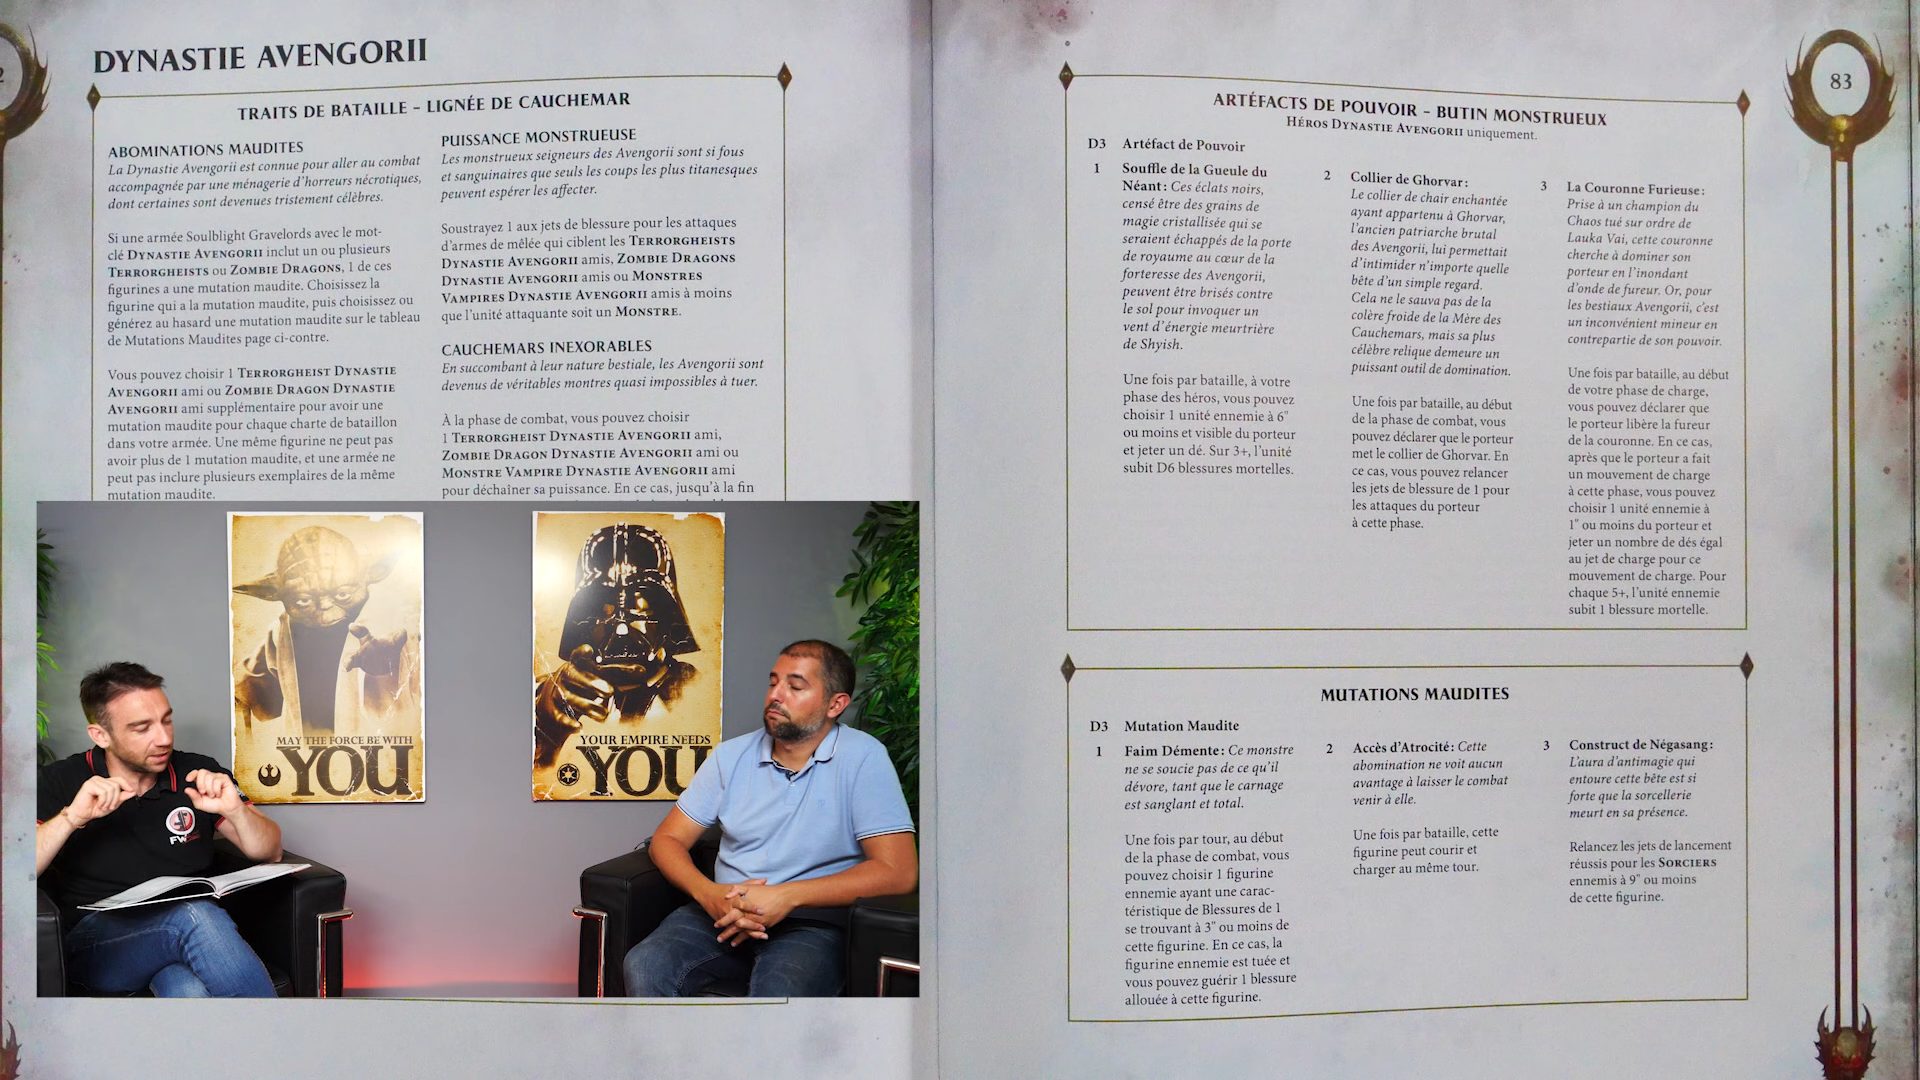 2
DYNASTIE AVENGORII
TRAITS DE BATAILLE – LIGNÉE DE CAUCHEMAR
ABOMINATIONS MAUDITES
La Dynastie Avengorii est connue pour aller au combat
accompagnée par une ménagerie d'horreurs nécrotiques,
dont certaines sont devenues tristement célèbres.
Si une armée Soulblight Gravelords avec le mot-
clé DYNASTIE AVENGORII inclut un ou plusieurs
TERRORGHEISTS ou ZOMBIE DRAGONS, 1 de ces
figurines a une mutation maudite. Choisissez la
figurine qui a la mutation maudite, puis choisissez ou
générez au hasard une mutation maudite sur le tableau
de Mutations Maudites page ci-contre.
Vous pouvez choisir 1 TERRORGHEIST DYNASTIE
AVENGORII ami ou ZOMBIE DRAGON DYNASTIE
AVENGORII ami supplémentaire pour avoir une
mutation maudite pour chaque charte de bataillon
dans votre armée. Une même figurine ne peut pas
avoir plus de 1 mutation maudite, et une armée ne
peut pas inclure plusieurs exemplaires de la même
mutation maudite.
PUISSANCE MONSTRUEUSE
Les monstrueux seigneurs des Avengorii sont si fous
et sanguinaires que seuls les coups les plus titanesques
peuvent espérer les affecter.
Soustrayez 1 aux jets de blessure pour les attaques
d'armes de mêlée qui ciblent les TERRORGHEISTS
DYNASTIE AVENGORII amis, ZOMBIE DRAGONS
DYNASTIE AVENGORII amis ou MONSTRES
VAMPIRES DYNASTIE AVENGORII amis à moins
que l'unité attaquante soit un MONSTRE.
CAUCHEMARS INEXORABLES
En succombant à leur nature bestiale, les Avengorii sont
devenus de véritables montres quasi impossibles à tuer.
À la phase de combat, vous pouvez choisir
1 TERRORGHEIST DYNASTIE AVENGORII ami,
ZOMBIE DRAGON DYNASTIE AVENGORII ami ou
MONSTRE VAMPIRE DYNASTIE AVENGORII ami
pour déchaîner sa puissance. En ce cas, jusqu'à la fin
MAY THE FORCE BE WITH
YOU
YOUR EMPIRE NEEDS
YOU
FW
83
ARTÉFACTS DE POUVOIR – BUTIN MONSTRUEUX
HÉROS DYNASTIE AVENGORII uniquement.
D3 Artéfact de Pouvoir
1 Souffle de la Gueule du
Néant: Ces éclats noirs,
censé être des grains de
magie cristallisée qui se
seraient échappés de la porte
de royaume au cœur de la
forteresse des Avengorii,
peuvent être brisés contre
le sol pour invoquer un
vent d'énergie meurtrière
de Shyish.
Une fois par bataille, à votre
phase des héros, vous pouvez
choisir 1 unité ennemie à 6"
ou moins et visible du porteur
et jeter un dé. Sur 3+, l'unité
subit D6 blessures mortelles.
2 Collier de Ghorvar:
Le collier de chair enchantée
ayant appartenu à Ghorvar,
l'ancien patriarche brutal
des Avengorii, lui permettait
d'intimider n'importe quelle
bête d'un simple regard.
Cela ne le sauva pas de la
colère froide de la Mère des
Cauchemars, mais sa plus
célèbre relique demeure un
puissant outil de domination.
Une fois par bataille, au début
de la phase de combat, vous
pouvez déclarer que le porteur
met le collier de Ghorvar. En
ce cas, vous pouvez relancer
les jets de blessure de 1 pour
les attaques du porteur
à cette phase.
3 La Couronne Furieuse:
Prise à un champion du
Chaos tué sur ordre de
Lauka Vai, cette couronne
cherche à dominer son
porteur en l'inondant
d'onde de fureur. Or, pour
les bestiaux Avengorii, c'est
un inconvénient mineur en
contrepartie de son pouvoir.
Une fois par bataille, au début
de votre phase de charge,
vous pouvez déclarer que
le porteur libère la fureur
de la couronne. En ce cas,
après que le porteur a fait
un mouvement de charge
à cette phase, vous pouvez
choisir 1 unité ennemie à
1" ou moins du porteur et
jeter un nombre de dés égal
au jet de charge pour ce
mouvement de charge. Pour
chaque 5+, l'unité ennemie
subit 1 blessure mortelle.
MUTATIONS MAUDITES
D3 Mutation Maudite
1 Faim Démente: Ce monstre
ne se soucie pas de ce qu'il
dévore, tant que le carnage
est sanglant et total.
Une fois par tour, au début
de la phase de combat, vous
pouvez choisir 1 figurine
ennemie ayant une carac-
téristique de Blessures de 1
se trouvant à 3" ou moins de
cette figurine. En ce cas, la
figurine ennemie est tuée et
vous pouvez guérir 1 blessure
allouée à cette figurine.
2 Accès d'Atrocité: Cette
abomination ne voit aucun
avantage à laisser le combat
venir à elle.
Une fois par bataille, cette
figurine peut courir et
charger au même tour.
3 Construct de Négasang:
L'aura d'antimagie qui
entoure cette bête est si
forte que la sorcellerie
meurt en sa présence.
Relancez les jets de lancement
réussis pour les SORCIERS
ennemis à 9" ou moins
de cette figurine.